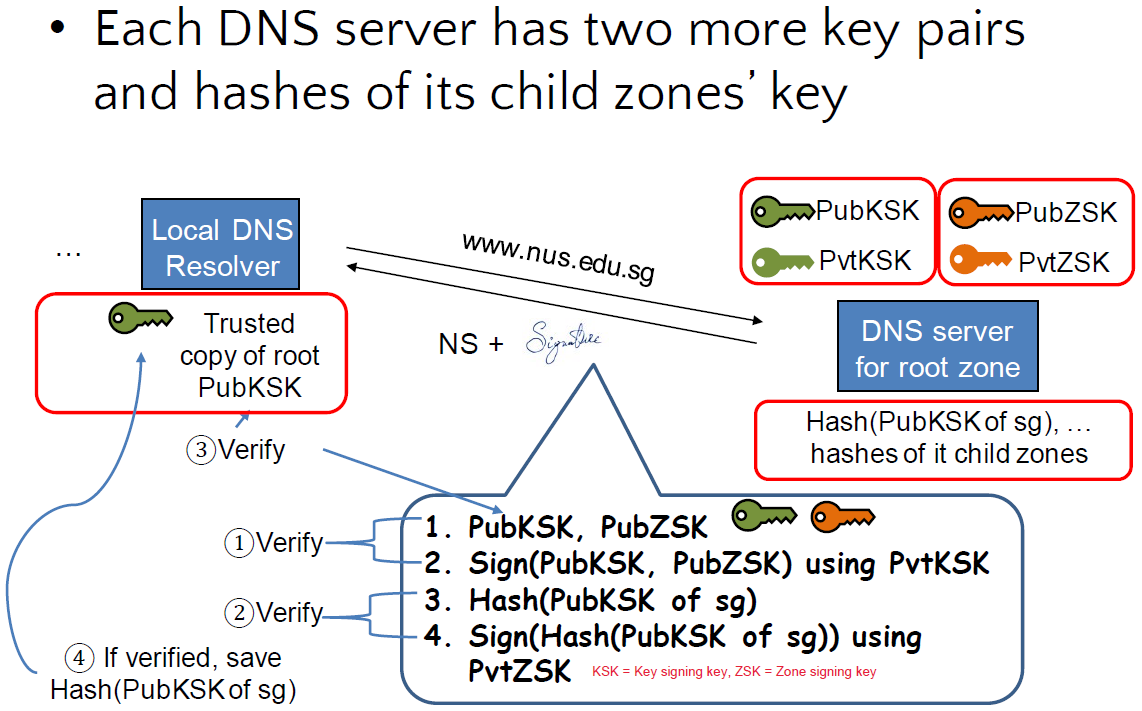 • Each DNS server has two more key pairs
and hashes of its child zones’ key
...
Local DNS
Resolver
www.nus.edu.sg
PubKSK
PvtKSK
PubZSK
PvtZSK
Trusted
copy of root
PubKSK
NS +
Signature
DNS server
for root zone
Hash(PubKSK of sg), ...
hashes of it child zones
③Verify
①Verify
②Verify
1. PubKSK, PubZSK
2. Sign(PubKSK, PubZSK) using PvtKSK
3. Hash(PubKSK of sg)
4. Sign(Hash(PubKSK of sg)) using
PvtZSK
KSK = Key signing key, ZSK = Zone signing key
④ If verified, save
Hash(PubKSK of sg)